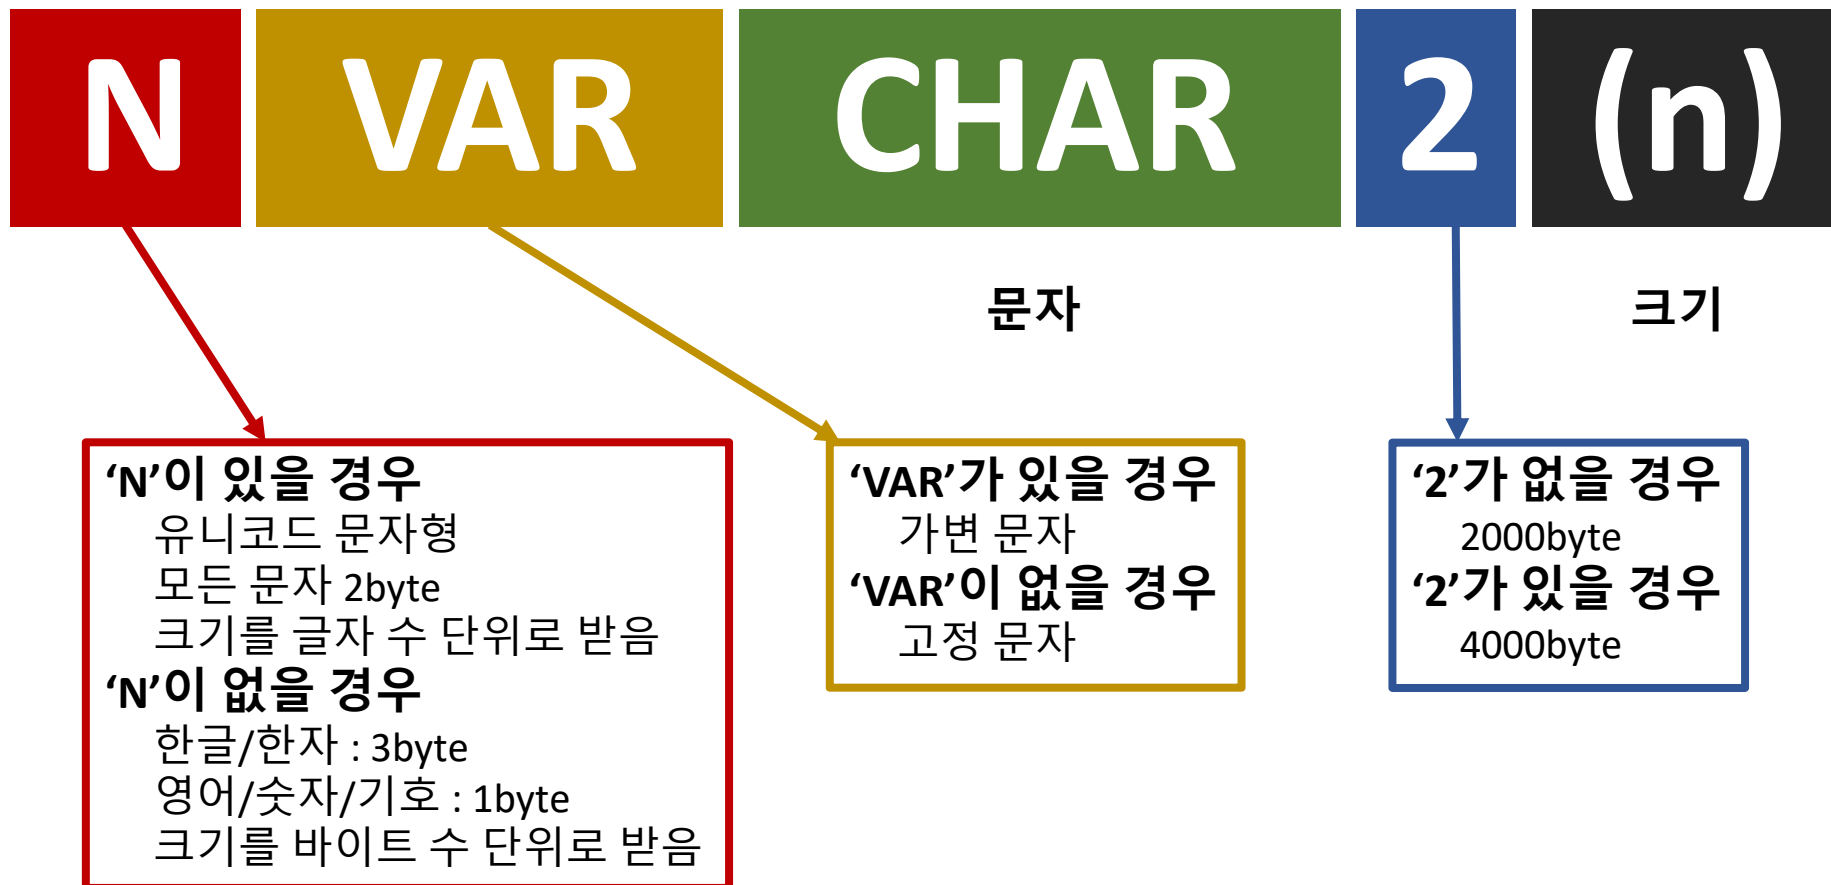 N VAR CHAR 2 (n)
문자
크기
‘N’이 있을 경우
유니코드 문자형
모든 문자 2byte
크기를 글자 수 단위로 받음
‘N’이 없을 경우
한글/한자 : 3byte
영어/숫자/기호 : 1byte
크기를 바이트 수 단위로 받음
‘VAR’가 있을 경우
가변 문자
‘VAR’이 없을 경우
고정 문자
‘2’가 없을 경우
2000byte
‘2’가 있을 경우
4000byte